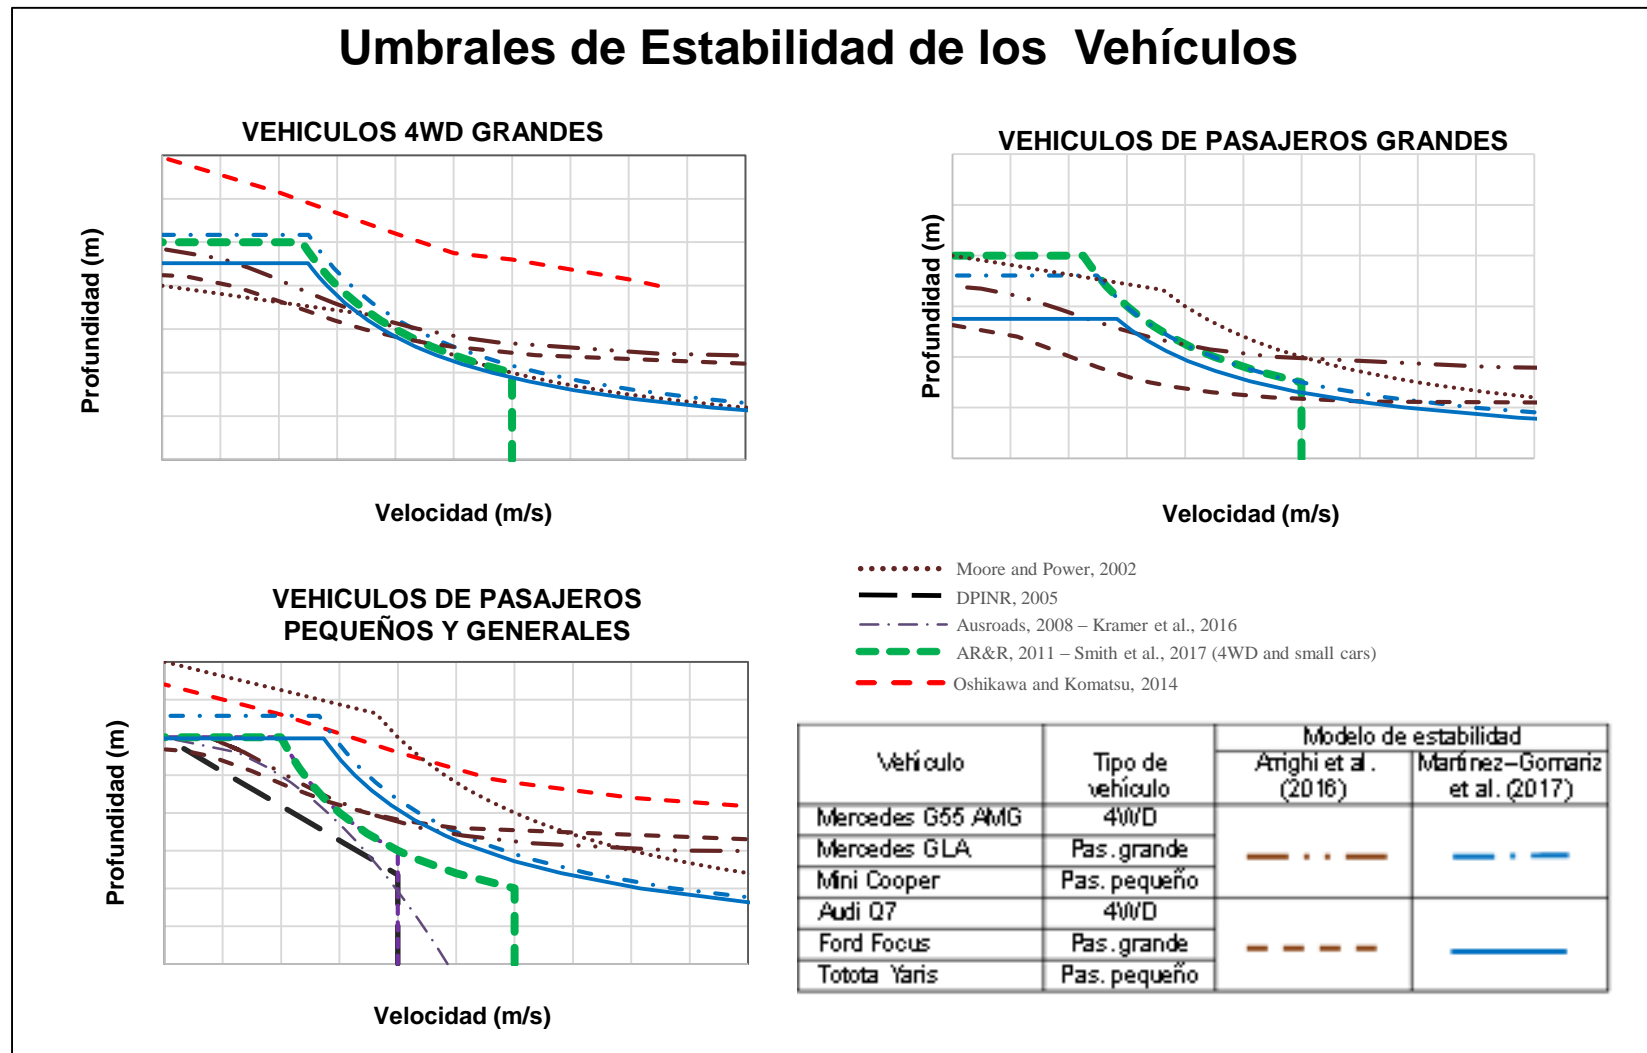 Umbrales de Estabilidad de los  Vehículos
VEHICULOS 4WD GRANDES
Profundidad (m)
Velocidad (m/s)
VEHICULOS DE PASAJEROS GRANDES
Profundidad (m)
Velocidad (m/s)
VEHICULOS DE PASAJEROS
PEQUEÑOS Y GENERALES
Profundidad (m)
Velocidad (m/s)
Moore and Power, 2002
DPINR, 2005
Ausroads, 2008 – Kramer et al., 2016
AR&R, 2011 – Smith et al., 2017 (4WD and small cars)
Oshikawa and Komatsu, 2014
Modelo de estabilidad
Vehículo
Tipo de
vehículo
Arrighi et al.
(2016)
Martínez–Gomariz
et al. (2017)
Mercedes G55 AMG 4WD
Mercedes GLA Pas. grande
Mini Cooper Pas. pequeño
Audi Q7 4WD
Ford Focus Pas. grande
Totota Yaris Pas. pequeño